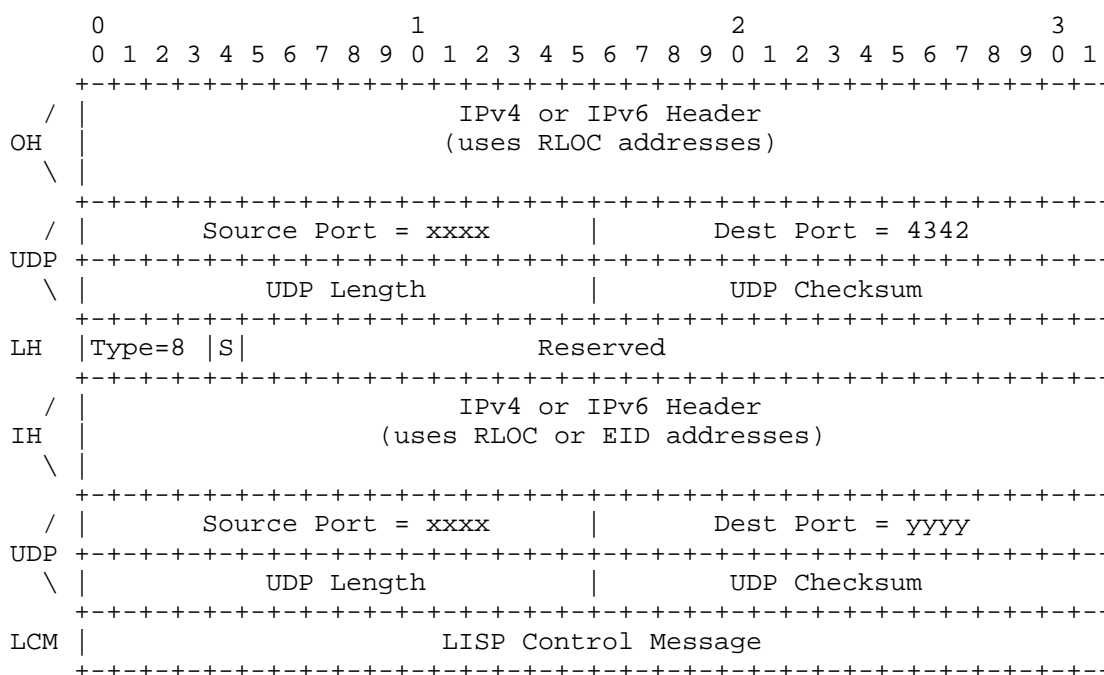 0                   1                   2                   3
 0 1 2 3 4 5 6 7 8 9 0 1 2 3 4 5 6 7 8 9 0 1 2 3 4 5 6 7 8 9 0 1
    +-+-+-+-+-+-+-+-+-+-+-+-+-+-+-+-+-+-+-+-+-+-+-+-+-+-+-+-+-+-+-+--
  / |                       IPv4 or IPv6 Header
OH  |                      (uses RLOC addresses)
  \ |
    +-+-+-+-+-+-+-+-+-+-+-+-+-+-+-+-+-+-+-+-+-+-+-+-+-+-+-+-+-+-+-+--
  / |       Source Port = xxxx      |       Dest Port = 4342
UDP +-+-+-+-+-+-+-+-+-+-+-+-+-+-+-+-+-+-+-+-+-+-+-+-+-+-+-+-+-+-+-+--
  \ |           UDP Length          |        UDP Checksum
    +-+-+-+-+-+-+-+-+-+-+-+-+-+-+-+-+-+-+-+-+-+-+-+-+-+-+-+-+-+-+-+--
LH  |Type=8 |S|                  Reserved
    +-+-+-+-+-+-+-+-+-+-+-+-+-+-+-+-+-+-+-+-+-+-+-+-+-+-+-+-+-+-+-+--
  / |                       IPv4 or IPv6 Header
IH  |                  (uses RLOC or EID addresses)
  \ |
    +-+-+-+-+-+-+-+-+-+-+-+-+-+-+-+-+-+-+-+-+-+-+-+-+-+-+-+-+-+-+-+--
  / |       Source Port = xxxx      |       Dest Port = yyyy
UDP +-+-+-+-+-+-+-+-+-+-+-+-+-+-+-+-+-+-+-+-+-+-+-+-+-+-+-+-+-+-+-+--
  \ |           UDP Length          |        UDP Checksum
    +-+-+-+-+-+-+-+-+-+-+-+-+-+-+-+-+-+-+-+-+-+-+-+-+-+-+-+-+-+-+-+--
LCM |                      LISP Control Message
    +-+-+-+-+-+-+-+-+-+-+-+-+-+-+-+-+-+-+-+-+-+-+-+-+-+-+-+-+-+-+-+--